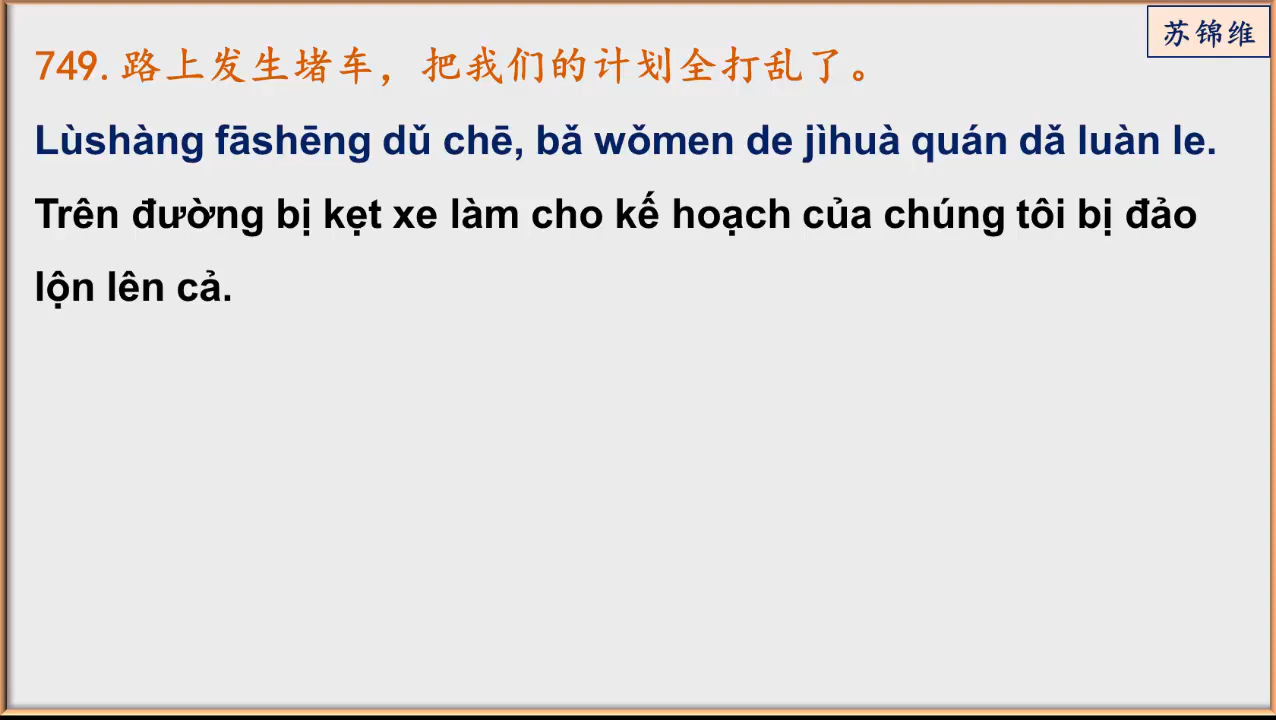 苏锦维
749.路上发生堵车，把我们的计划全打乱了。
Lùshàng fāshēng dǔ chē, bǎ wǒmen de jìhuà quán dǎ luàn le.
Trên đường bị kẹt xe làm cho kế hoạch của chúng tôi bị đảo
lộn lên cả.